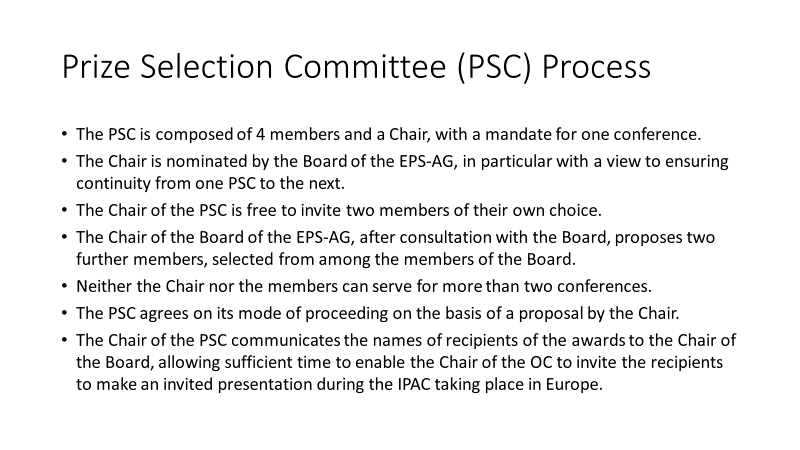 Prize Selection Committee (PSC) Process
• The PSC is composed of 4 members and a Chair, with a mandate for one conference.
• The Chair is nominated by the Board of the EPS-AG, in particular with a view to ensuring
continuity from one PSC to the next.
• The Chair of the PSC is free to invite two members of their own choice.
• The Chair of the Board of the EPS-AG, after consultation with the Board, proposes two
further members, selected from among the members of the Board.
• Neither the Chair nor the members can serve for more than two conferences.
• The PSC agrees on its mode of proceeding on the basis of a proposal by the Chair.
• The Chair of the PSC communicates the names of recipients of the awards to the Chair of
the Board, allowing sufficient time to enable the Chair of the OC to invite the recipients
to make an invited presentation during the IPAC taking place in Europe.